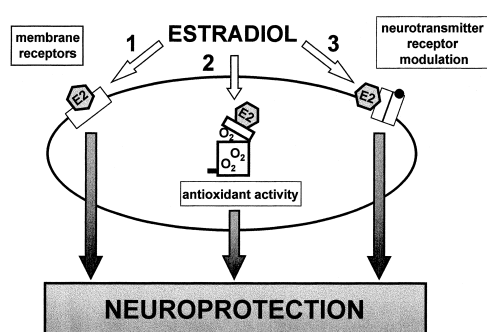 ESTRADIOL
membrane
receptors
1
2
3
neurotransmitter
receptor
modulation
E2
E2
E2
O₂
O₂
O₂
antioxidant activity
NEUROPROTECTION